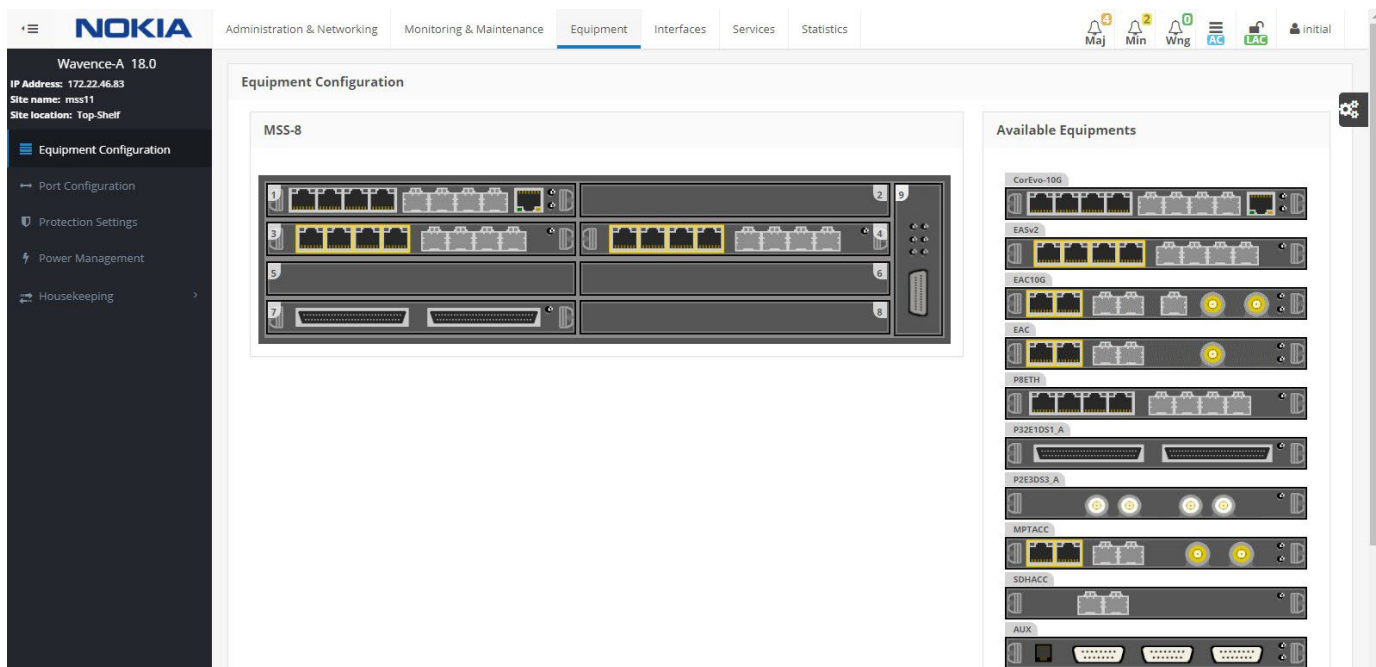 NOKIA
Administration & Networking
Monitoring & Maintenance
Equipment
Interfaces
Services
Statistics
4
Maj
2
Min
0
Wng
AC
LAC
initial
Wavence-A 18.0
IP Address: 172.22.46.83
Site name: mss11
Site location: Top-Shelf
Equipment Configuration
Port Configuration
Protection Settings
Power Management
Housekeeping
Equipment Configuration
MSS-8
1
2
9
3
4
5
6
7
8
Available Equipments
CorEvo-10G
EASv2
EAC10G
EAC
P8ETH
P32E1DS1_A
P2E3DS3_A
MPTACC
SDHACC
AUX